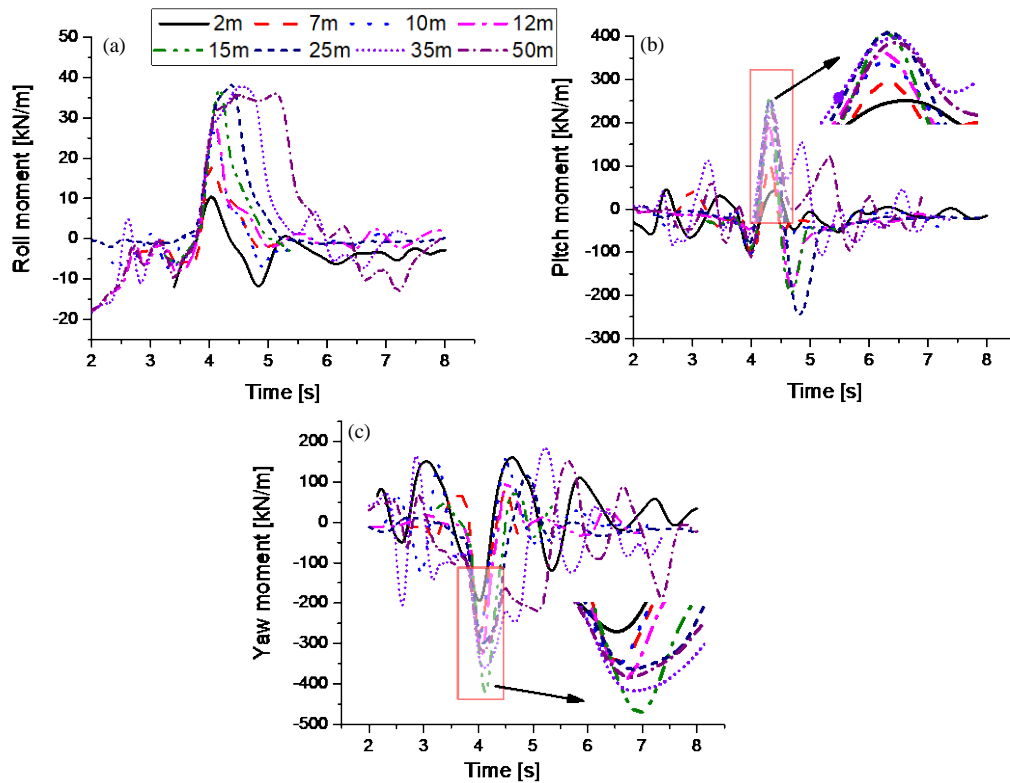 2m 7m 10m 12m
15m 25m 35m 50m
(a)
50
40
30
20
10
0
-10
-20
Roll moment [kN/m]
2 3 4 5 6 7 8
Time [s]
(b)
400
300
200
100
0
-100
-200
-300
PItch moment [kN/m]
2 3 4 5 6 7 8
Time [s]
(c)
200
100
0
-100
-200
-300
-400
-500
Yaw moment [kN/m]
2 3 4 5 6 7 8
Time [s]